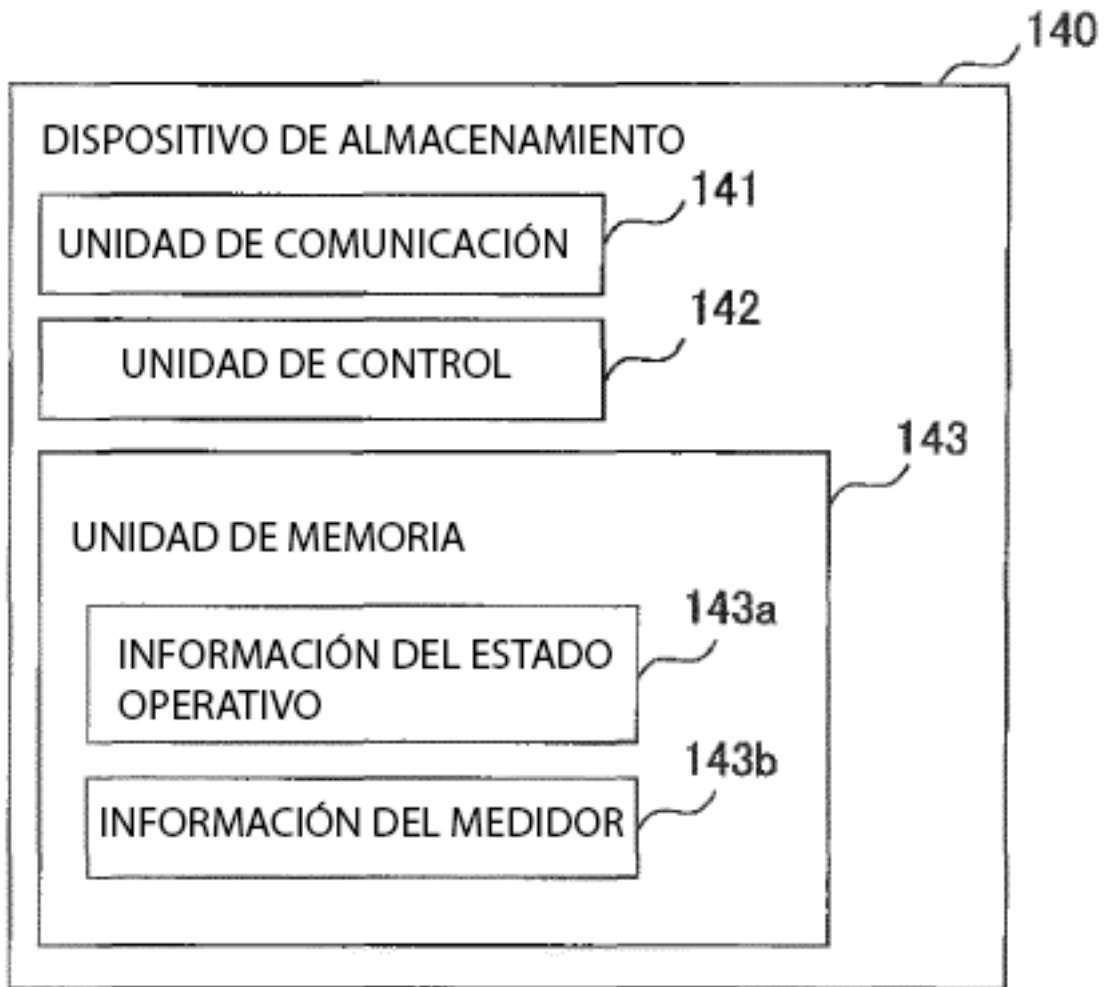 140
DISPOSITIVO DE ALMACENAMIENTO
141
UNIDAD DE COMUNICACIÓN
142
UNIDAD DE CONTROL
143
UNIDAD DE MEMORIA
143a
INFORMACIÓN DEL ESTADO
OPERATIVO
143b
INFORMACIÓN DEL MEDIDOR